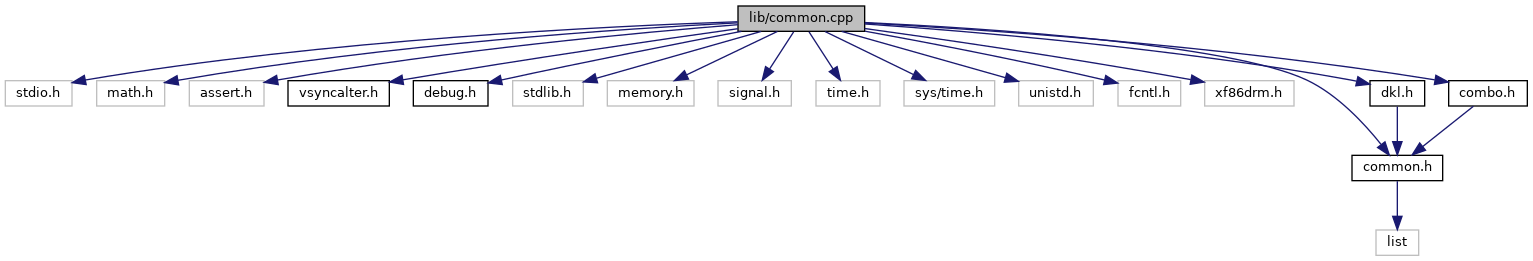 lib/common.cpp
stdio.h
math.h
assert.h
vsyncalter.h
debug.h
stdlib.h
memory.h
signal.h
time.h
sys/time.h
unistd.h
fcntl.h
xf86drm.h
dkl.h
combo.h
common.h
list